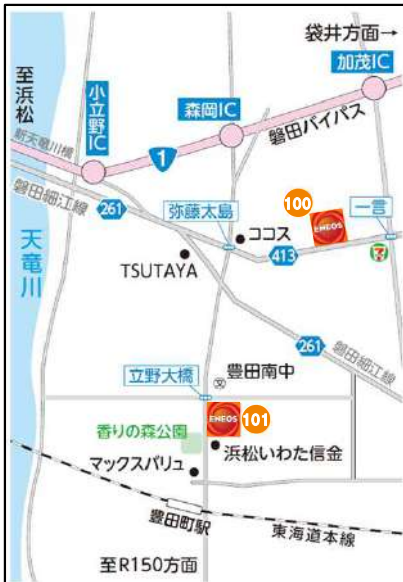 袋井方面→
加茂IC
至浜松
小立野IC
森岡IC
磐田バイパス
新天竜川橋
1
磐田細江線
261
弥藤太島
ココス
100
ENEOS
一言
413
7
天竜川
TSUTAYA
261
磐田細江線
豊田南中
文
立野大橋
ENEOS
101
香りの森公園
浜松いわた信金
マックスバリュ
豊田町駅
東海道本線
至R150方面